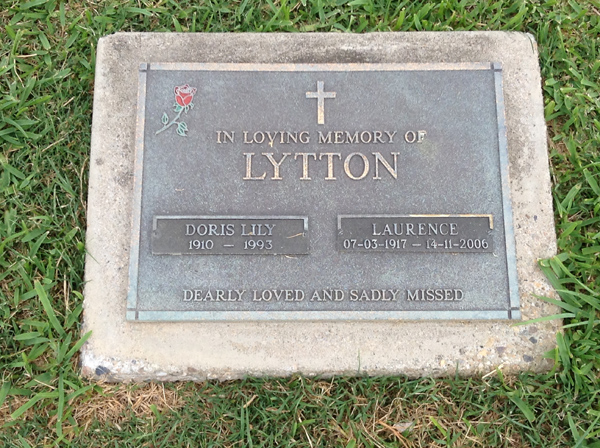 IN LOVING MEMORY OF
LYTTON
DORIS LILY
1910 — 1993
LAURENCE
07-03-1917 — 14-11-2006
DEARLY LOVED AND SADLY MISSED